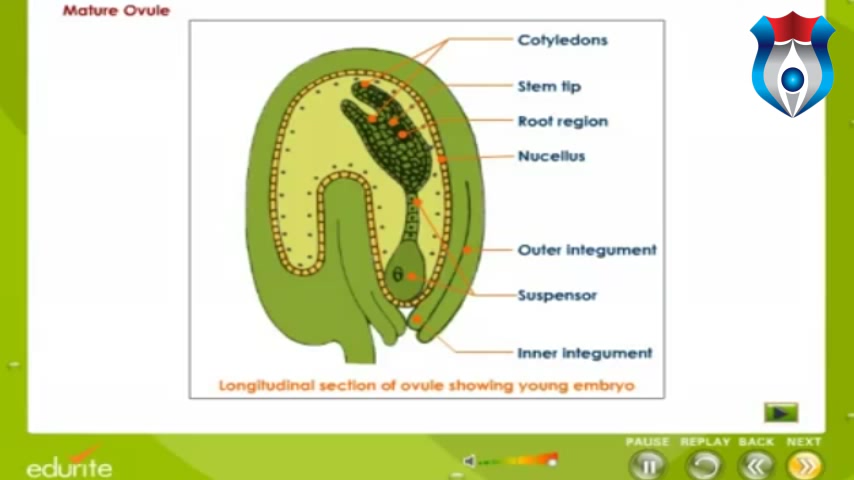 Mature Ovule
Cotyledons
Stem tip
Root region
Nucellus
Outer integument
Suspensor
Inner integument
Longitudinal section of ovule showing young embryo
PAUSE REPLAY BACK NEXT
edurite